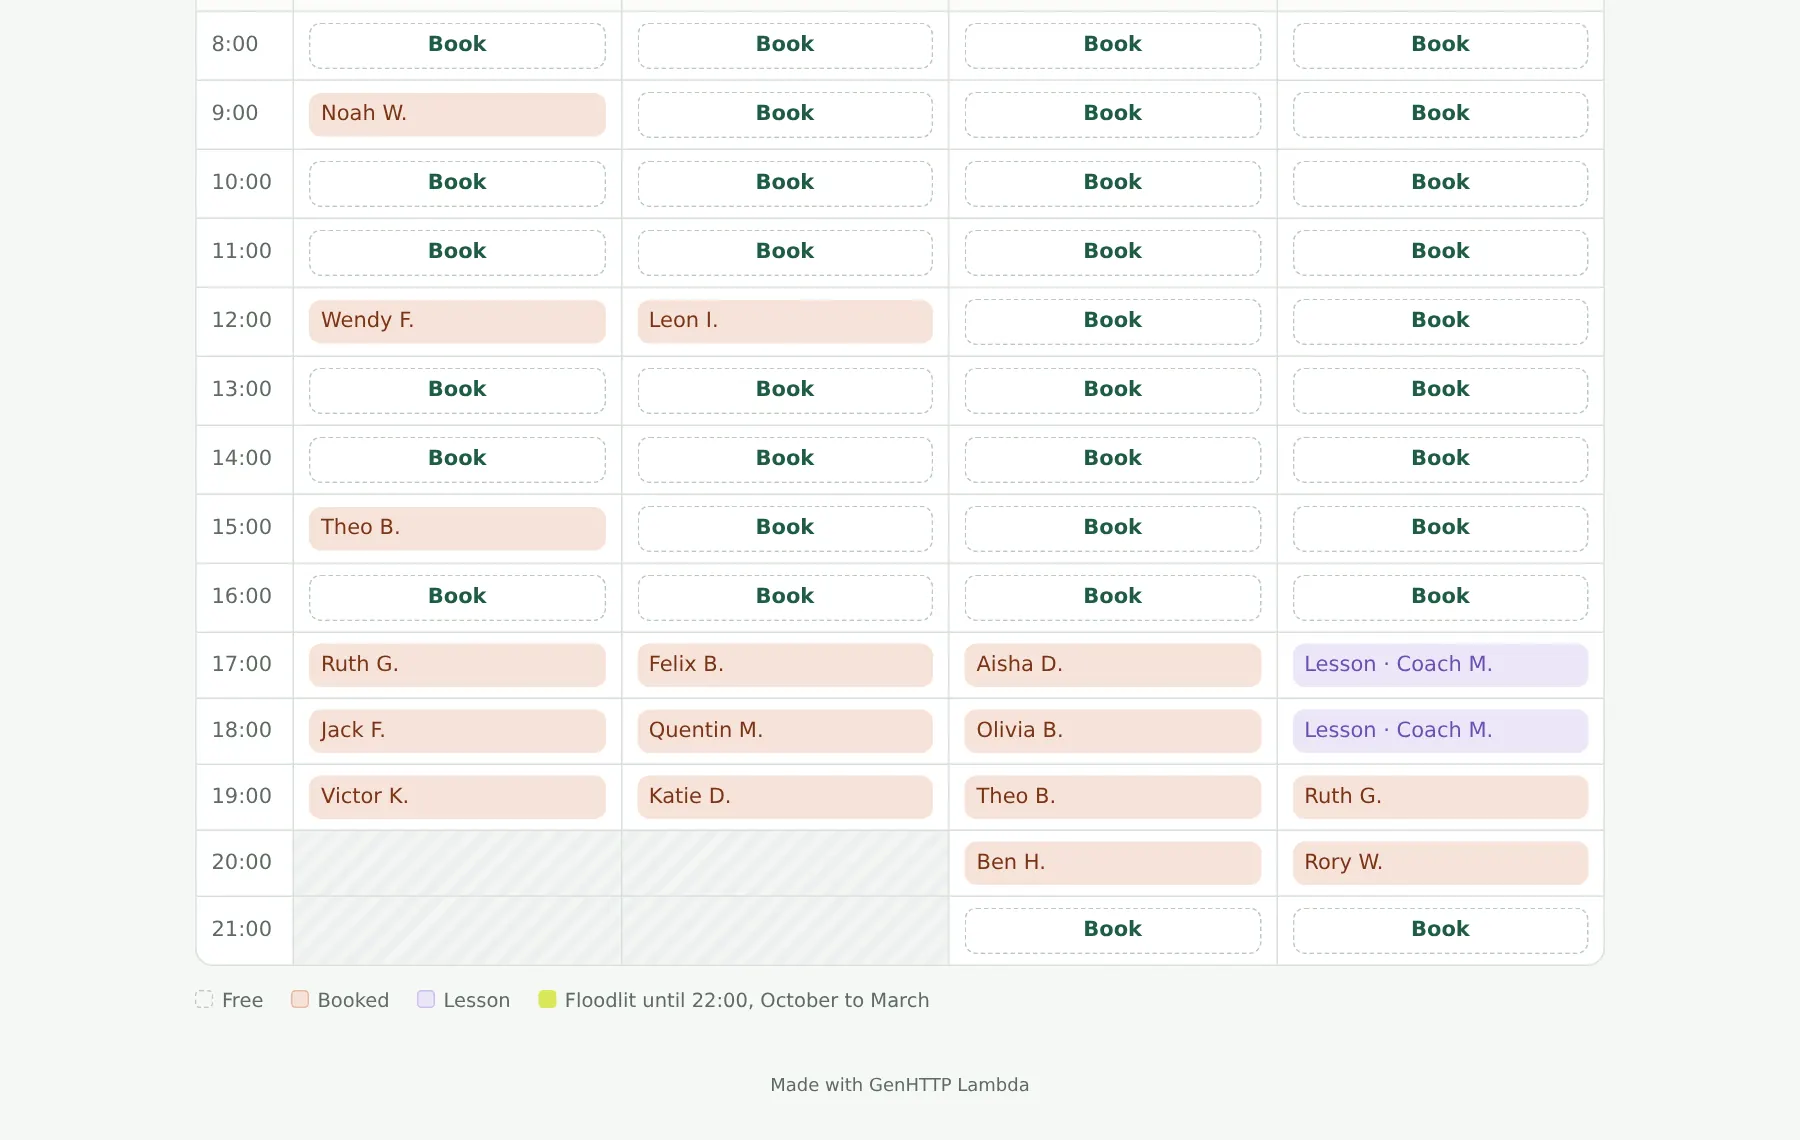 8:00 Book Book Book Book
9:00 Noah W. Book Book Book
10:00 Book Book Book Book
11:00 Book Book Book Book
12:00 Wendy F. Leon I. Book Book
13:00 Book Book Book Book
14:00 Book Book Book Book
15:00 Theo B. Book Book Book
16:00 Book Book Book Book
17:00 Ruth G. Felix B. Aisha D. Lesson · Coach M.
18:00 Jack F. Quentin M. Olivia B. Lesson · Coach M.
19:00 Victor K. Katie D. Theo B. Ruth G.
20:00 Ben H. Rory W.
21:00 Book Book
Free Booked Lesson Floodlit until 22:00, October to March
Made with GenHTTP Lambda